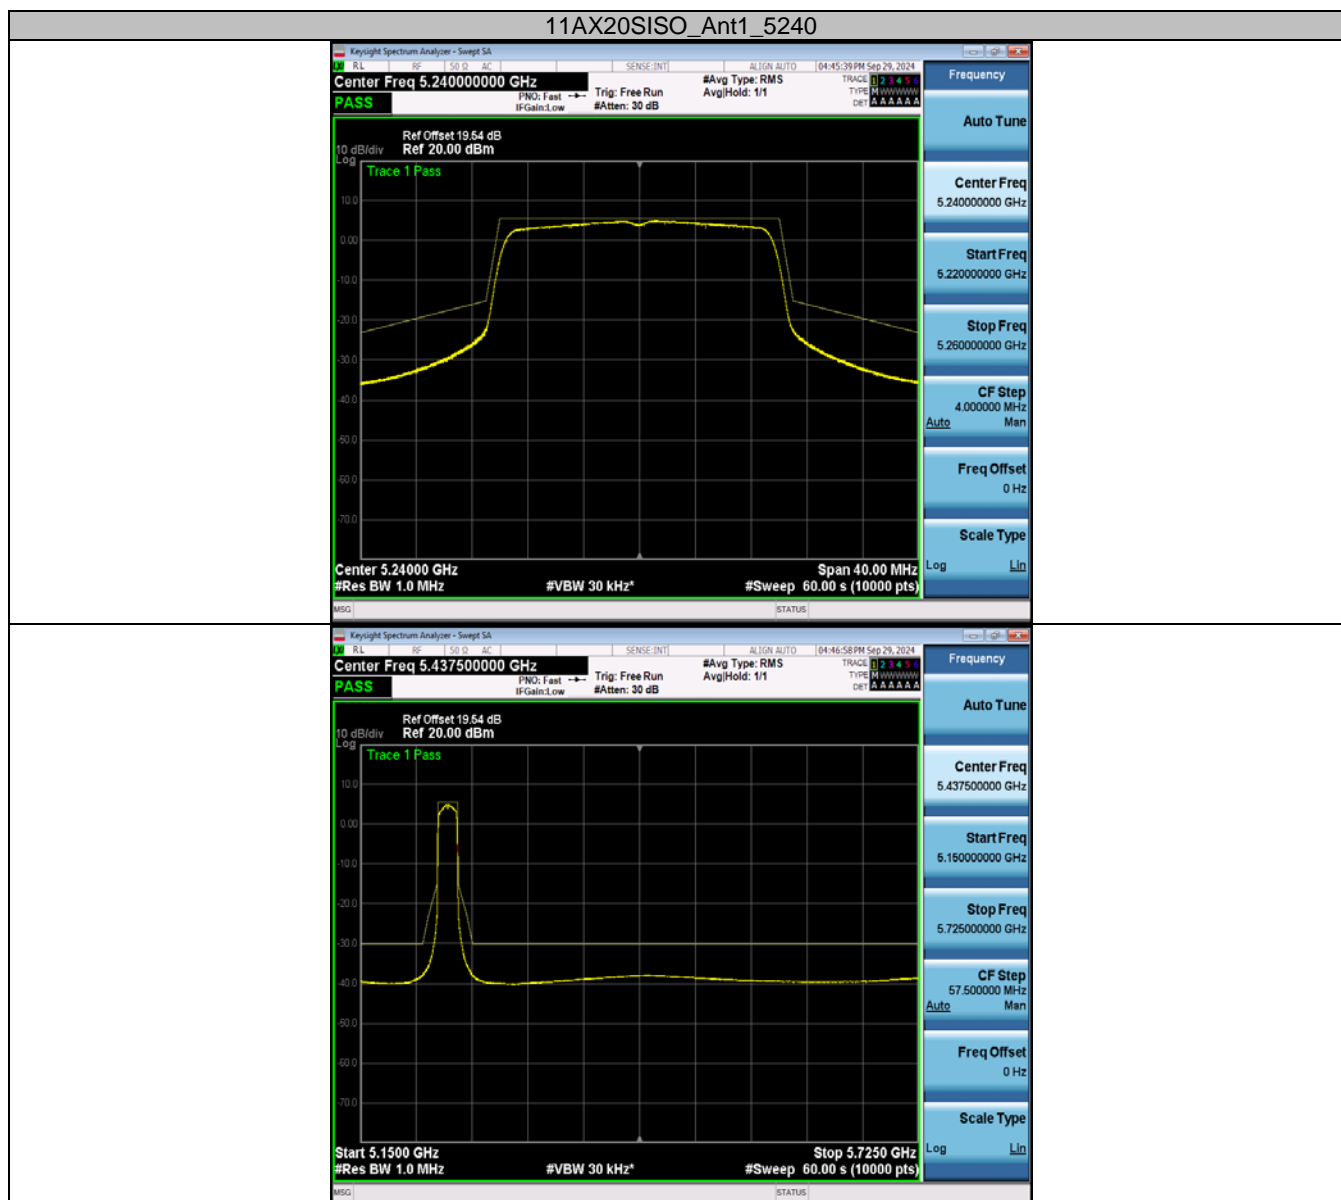 11AX20SISO_Ant1_5240
Keysight Spectrum Analyzer - Swept SA
RL RF 50 Ω AC SENSE:INT ALIGN AUTO 04:45:39 PM Sep 29, 2024
Center Freq 5.240000000 GHz
PASS
PNO: Fast
IFGain:Low
Trig: Free Run
#Atten: 30 dB
#Avg Type: RMS
Avg|Hold: 1/1
TRACE 1 2 3 4 5 6
TYPE M WWWWW
DET A A A A A A
Frequency
Auto Tune
Center Freq
5.240000000 GHz
Start Freq
5.220000000 GHz
Stop Freq
5.260000000 GHz
CF Step
4.000000 MHz
Auto Man
Freq Offset
0 Hz
Scale Type
Log Lin
Ref Offset 19.54 dB
10 dB/div Ref 20.00 dBm
Log
Trace 1 Pass
10.0
0.00
-10.0
-20.0
-30.0
-40.0
-50.0
-60.0
-70.0
Center 5.24000 GHz Span 40.00 MHz
#Res BW 1.0 MHz #VBW 30 kHz* #Sweep 60.00 s (10000 pts)
MSG STATUS
Keysight Spectrum Analyzer - Swept SA
RL RF 50 Ω AC SENSE:INT ALIGN AUTO 04:46:58 PM Sep 29, 2024
Center Freq 5.437500000 GHz
PASS
PNO: Fast
IFGain:Low
Trig: Free Run
#Atten: 30 dB
#Avg Type: RMS
Avg|Hold: 1/1
TRACE 1 2 3 4 5 6
TYPE M WWWWW
DET A A A A A A
Frequency
Auto Tune
Center Freq
5.437500000 GHz
Start Freq
5.150000000 GHz
Stop Freq
5.725000000 GHz
CF Step
57.500000 MHz
Auto Man
Freq Offset
0 Hz
Scale Type
Log Lin
Ref Offset 19.54 dB
10 dB/div Ref 20.00 dBm
Log
Trace 1 Pass
10.0
0.00
-10.0
-20.0
-30.0
-40.0
-50.0
-60.0
-70.0
Start 5.1500 GHz Stop 5.7250 GHz
#Res BW 1.0 MHz #VBW 30 kHz* #Sweep 60.00 s (10000 pts)
MSG STATUS